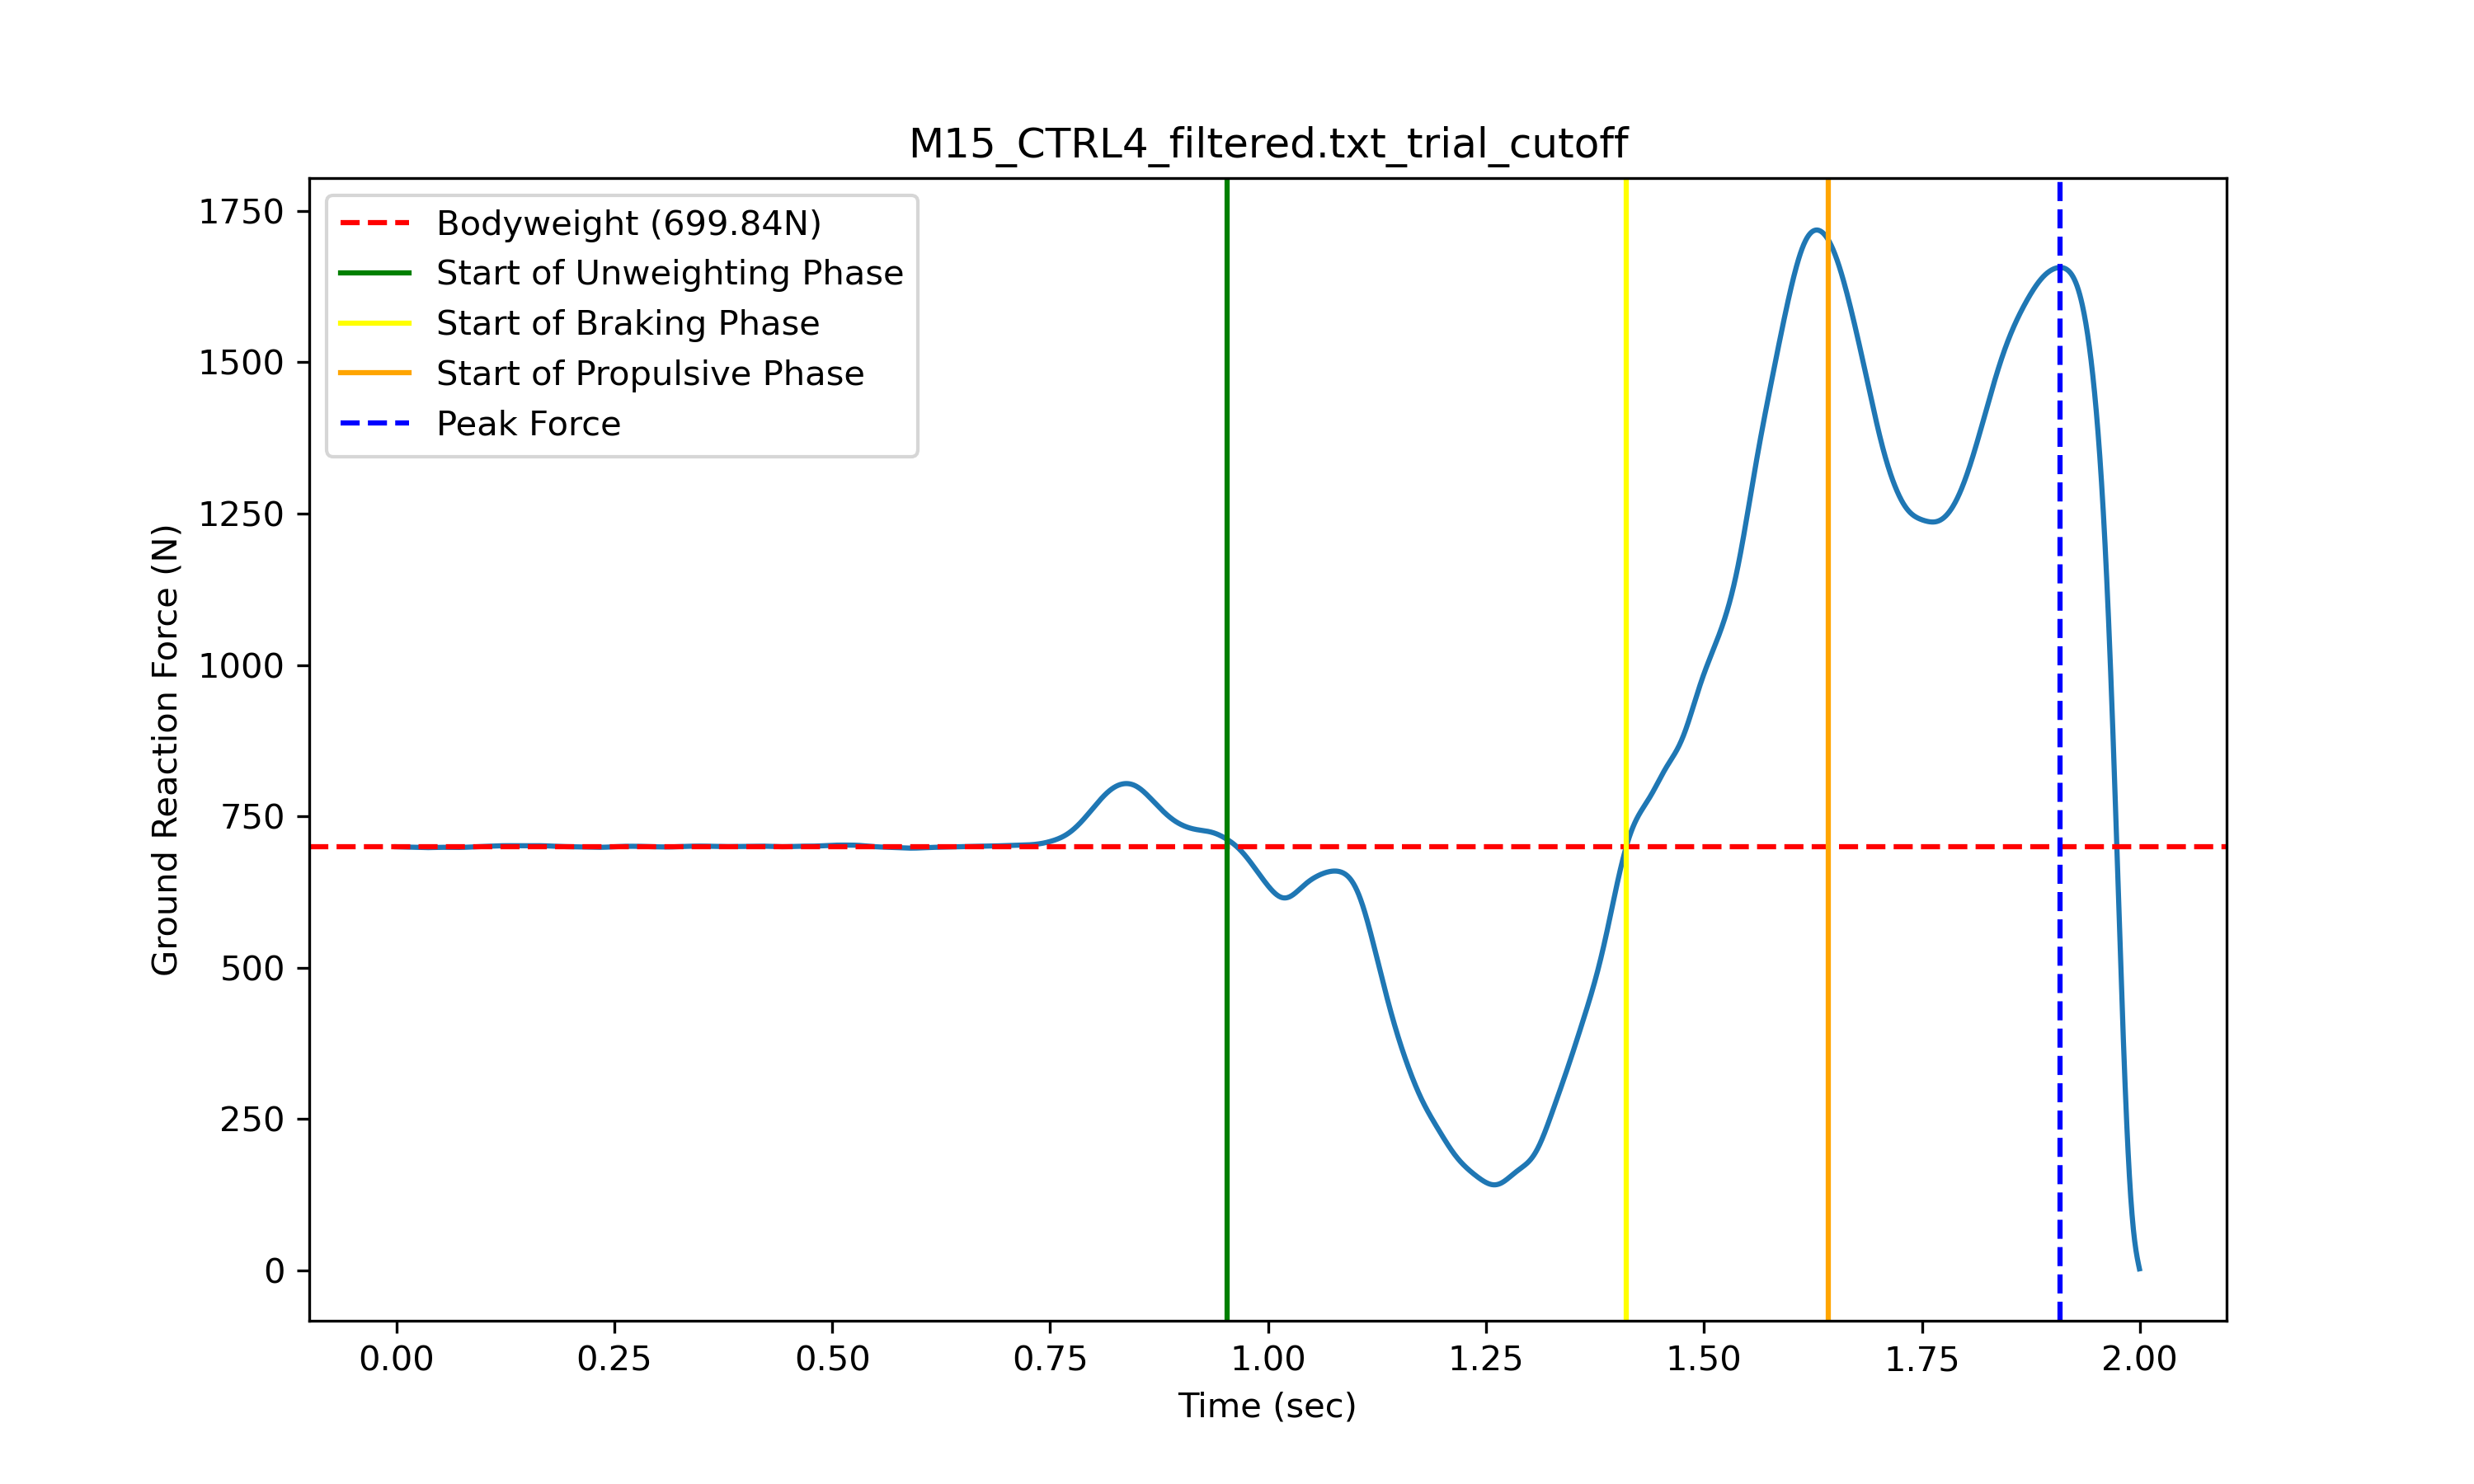 M15_CTRL4_filtered.txt_trial_cutoff
Bodyweight (699.84N)
Start of Unweighting Phase
Start of Braking Phase
Start of Propulsive Phase
Peak Force
Ground Reaction Force (N)
1750
1500
1250
1000
750
500
250
0
0.00 0.25 0.50 0.75 1.00 1.25 1.50 1.75 2.00
Time (sec)